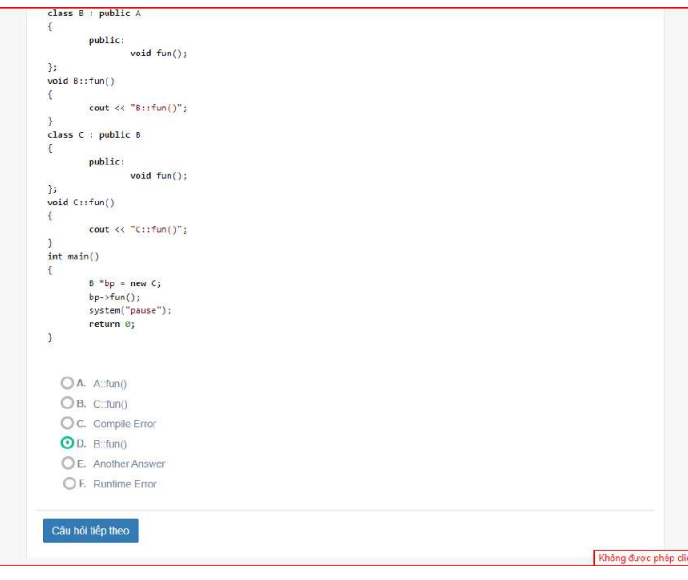 class B : public A
{
public:
void fun();
};
void B::fun()
{
cout << "B::fun()";
}
class C : public B
{
public:
void fun();
};
void C::fun()
{
cout << "C::fun()";
}
int main()
{
B *bp = new C;
bp->fun();
system("pause");
return 0;
}
A. A::fun()
B. C::fun()
C. Compile Error
D. B::fun()
E. Another Answer
F. Runtime Error
Câu hỏi tiếp theo
Không được phép clic